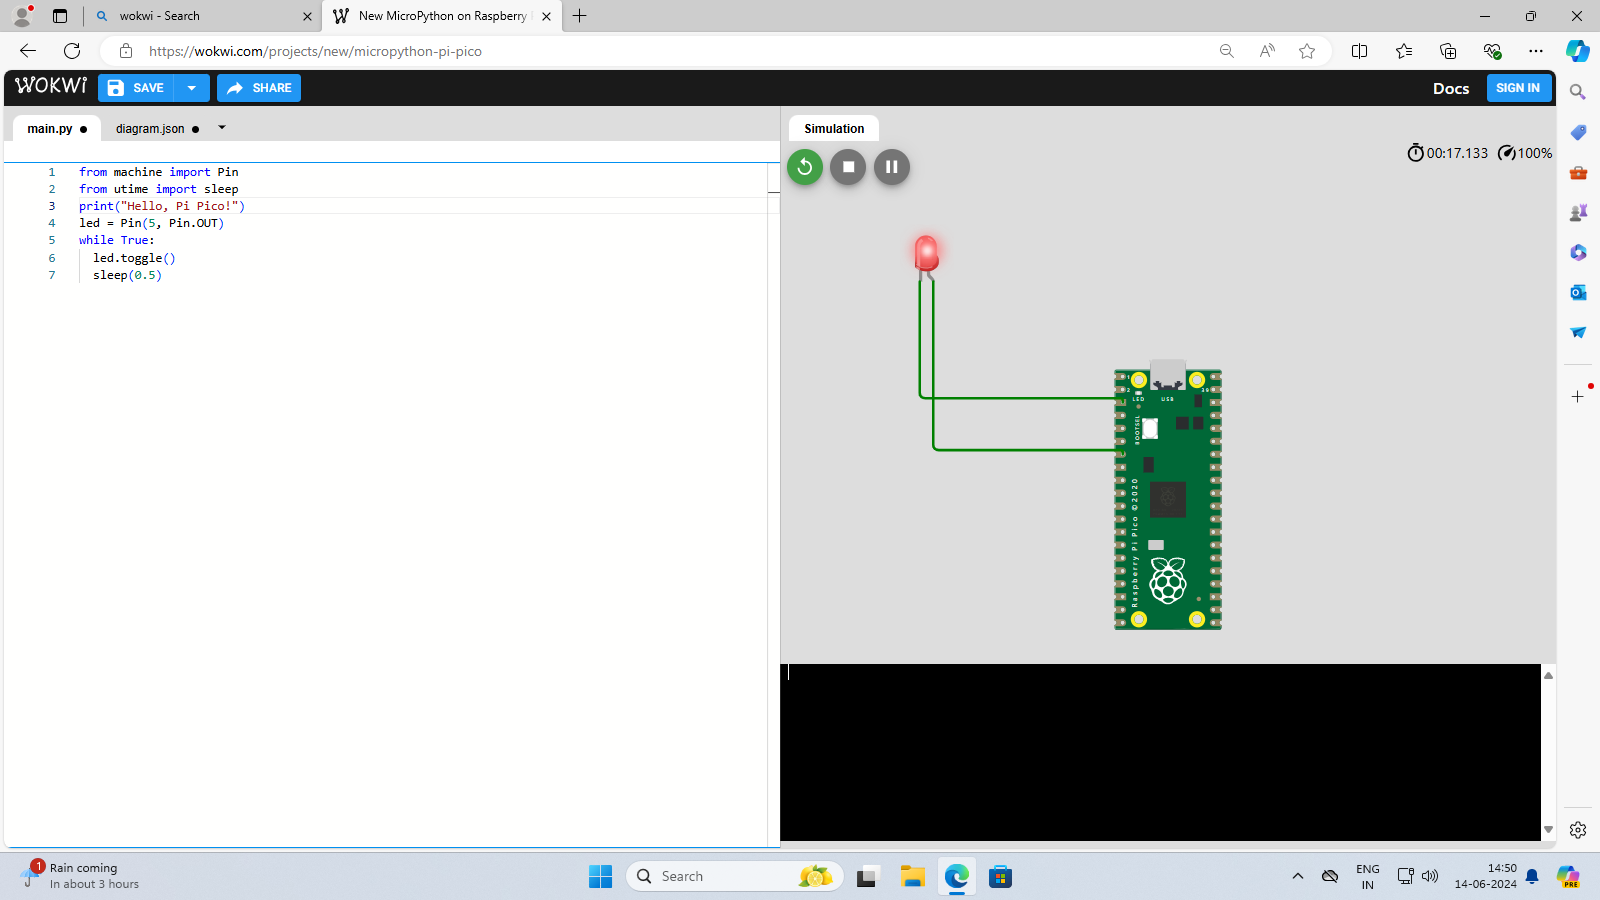 wokwi - Search
New MicroPython on Raspberry
https://wokwi.com/projects/new/micropython-pi-pico
WOKWI
SAVE
SHARE
Docs
SIGN IN
main.py
diagram.json
Simulation
00:17.133
100%
1 from machine import Pin
2 from utime import sleep
3 print("Hello, Pi Pico!")
4 led = Pin(5, Pin.OUT)
5 while True:
6 led.toggle()
7 sleep(0.5)
LED
USB
BOOTSEL
Raspberry Pi Pico ©2020
1
Rain coming
In about 3 hours
Search
ENG
IN
14:50
14-06-2024
PRE